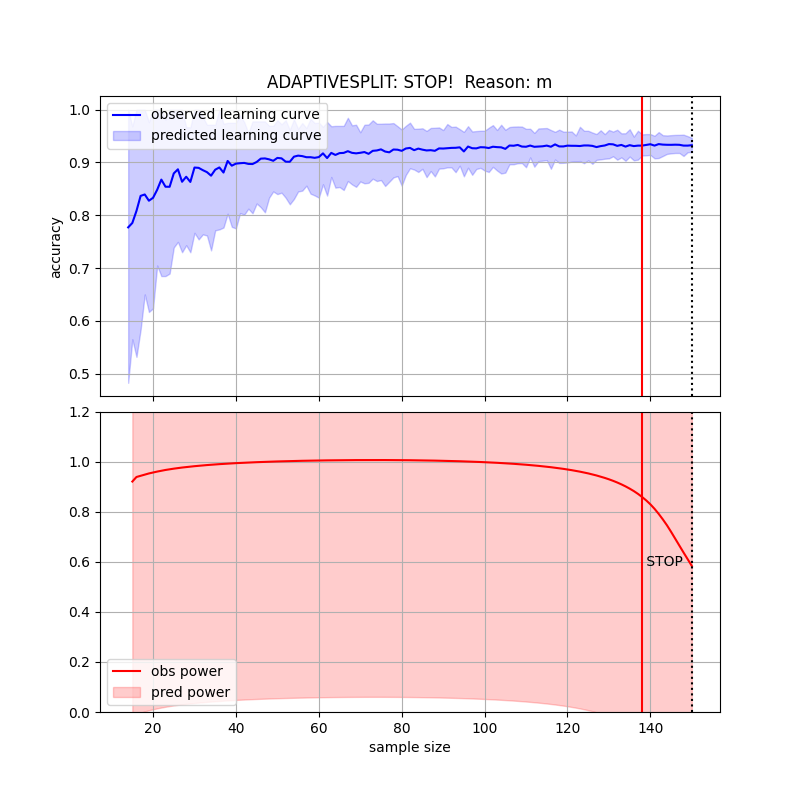 ADAPTIVESPLIT: STOP!  Reason: m
observed learning curve
predicted learning curve
1.0
0.9
0.8
0.7
0.6
0.5
accuracy
1.2
1.0
0.8
0.6
0.4
0.2
0.0
STOP
obs power
pred power
20 40 60 80 100 120 140
sample size